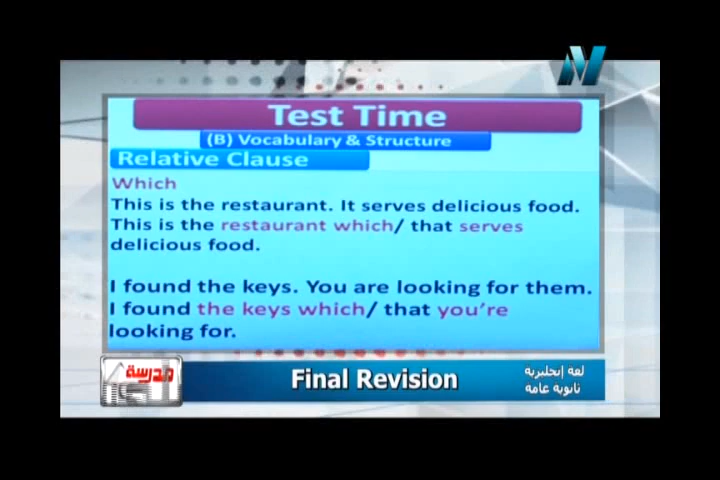 Test Time
(B) Vocabulary & Structure
Relative Clause
Which
This is the restaurant. It serves delicious food.
This is the restaurant which/ that serves
delicious food.
I found the keys. You are looking for them.
I found the keys which/ that you're
looking for.
مدرسة
Final Revision
لغة إنجليزية
ثانوية عامة